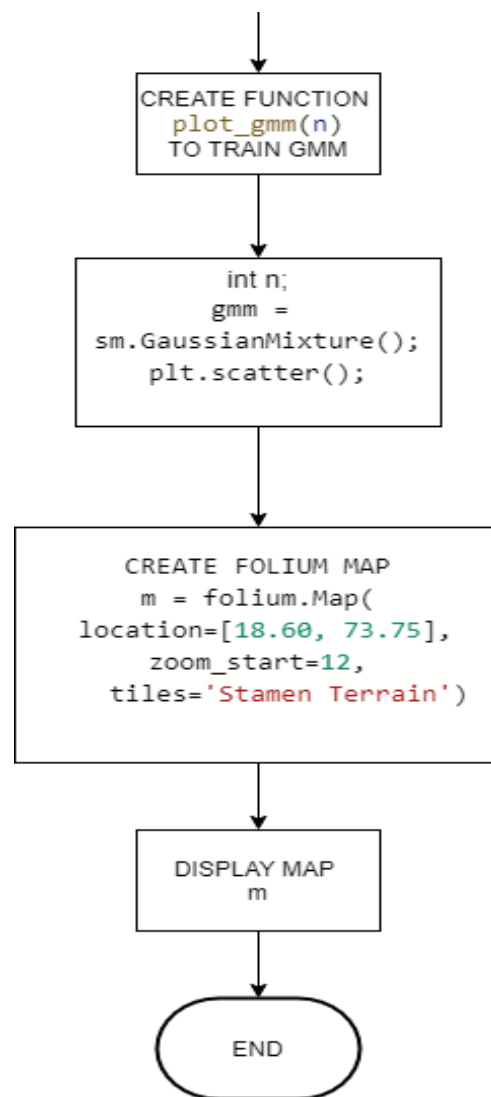 CREATE FUNCTION
plot_gmm(n)
TO TRAIN GMM
int n;
gmm =
sm.GaussianMixture();
plt.scatter();
CREATE FOLIUM MAP
m = folium.Map(
location=[18.60, 73.75],
zoom_start=12,
tiles='Stamen Terrain')
DISPLAY MAP
m
END